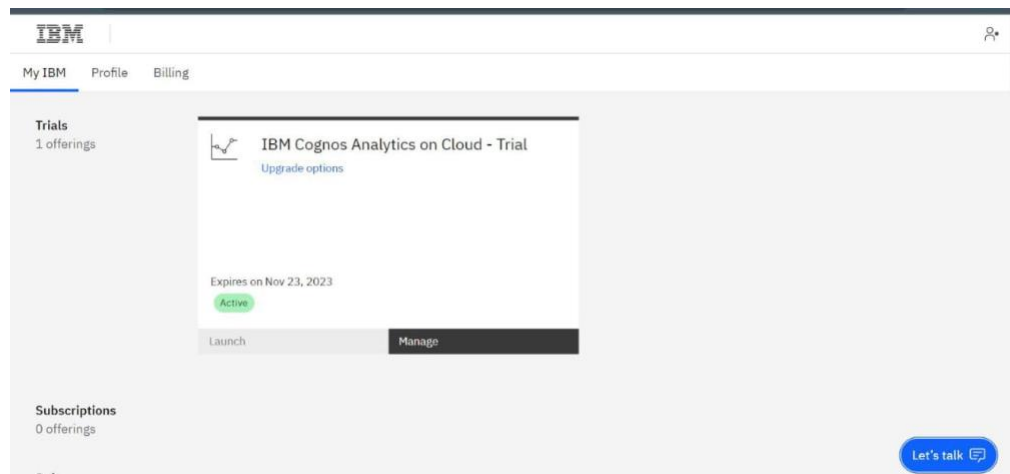 IBM
My IBM Profile Billing
Trials
1 offerings
IBM Cognos Analytics on Cloud - Trial
Upgrade options
Expires on Nov 23, 2023
Active
Launch Manage
Subscriptions
0 offerings
Let's talk